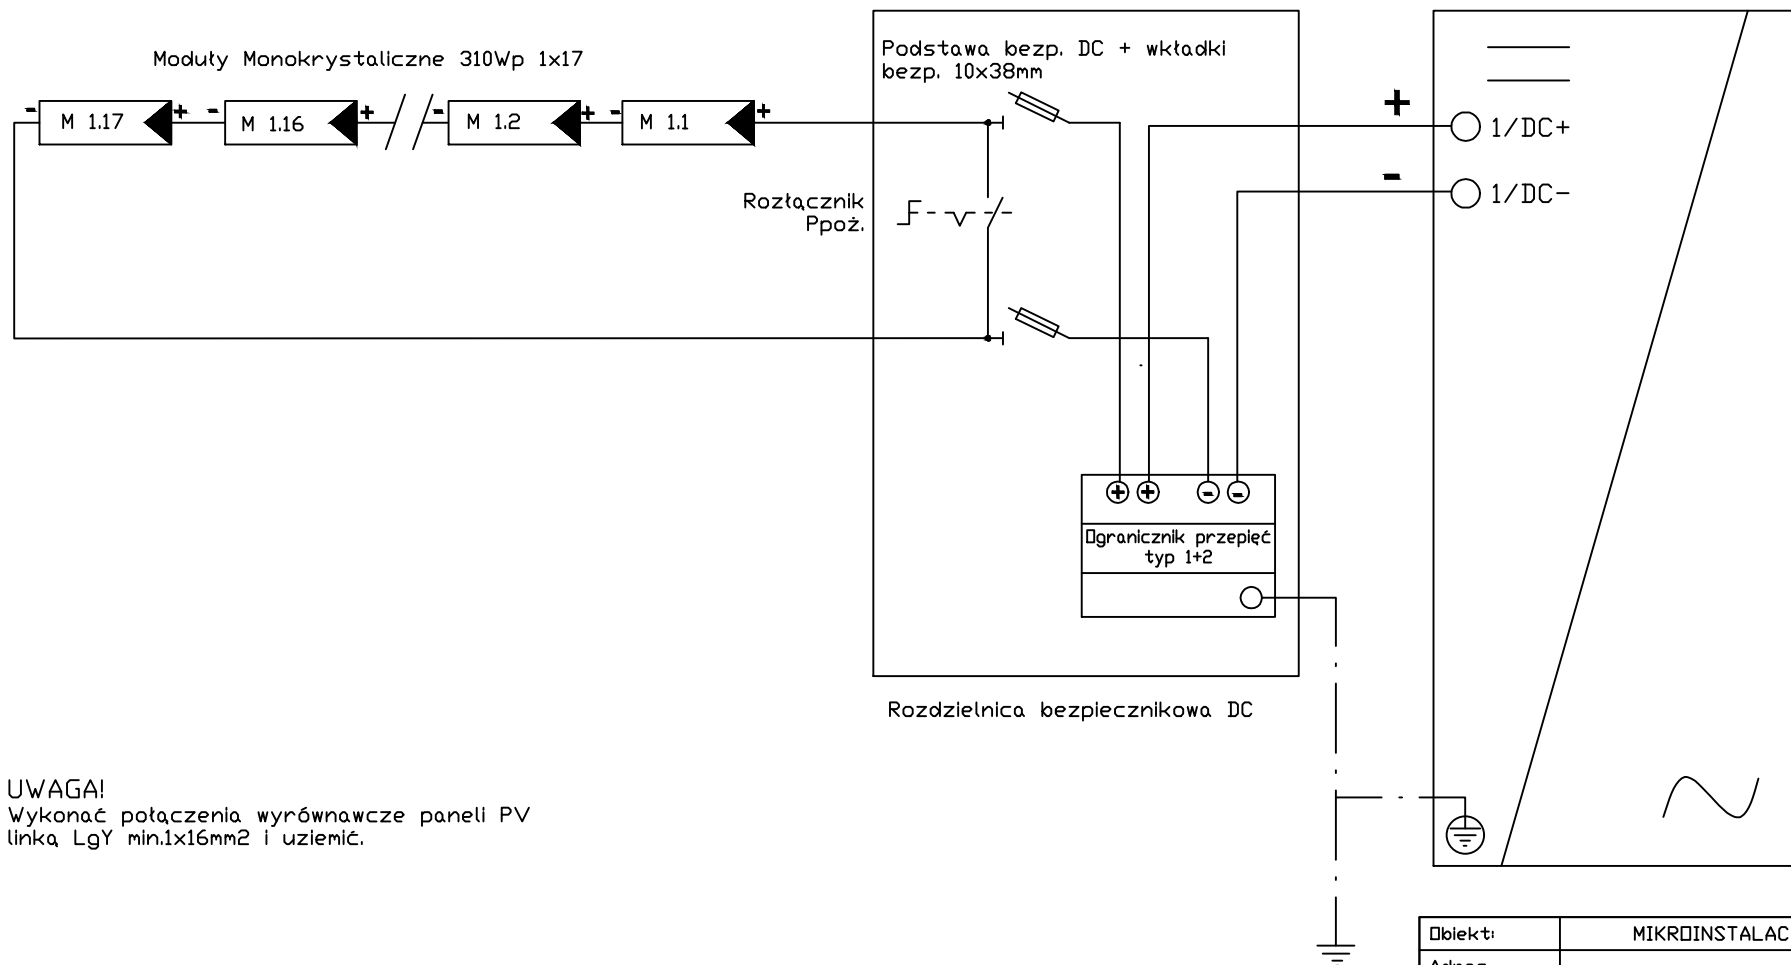 Moduły Monokrystaliczne 310Wp 1x17
Podstawa bezp. DC + wkładki
bezp. 10x38mm
- M 1.17 + - M 1.16 + - M 1.2 + - M 1.1 +
+
1/DC+
-
1/DC-
Rozłącznik
Ppoż.
+ + - -
Ogranicznik przepięć
typ 1+2
Rozdzielnica bezpiecznikowa DC
UWAGA!
Wykonać połączenia wyrównawcze paneli PV
linką LgY min.1x16mm2 i uziemić.
Obiekt: MIKROINSTALAC